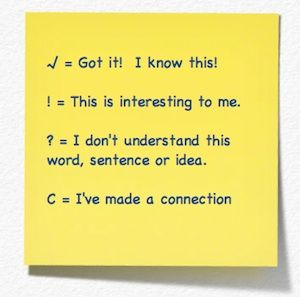 √ = Got it! I know this!
! = This is interesting to me.
? = I don't understand this
word, sentence or idea.
C = I've made a connection